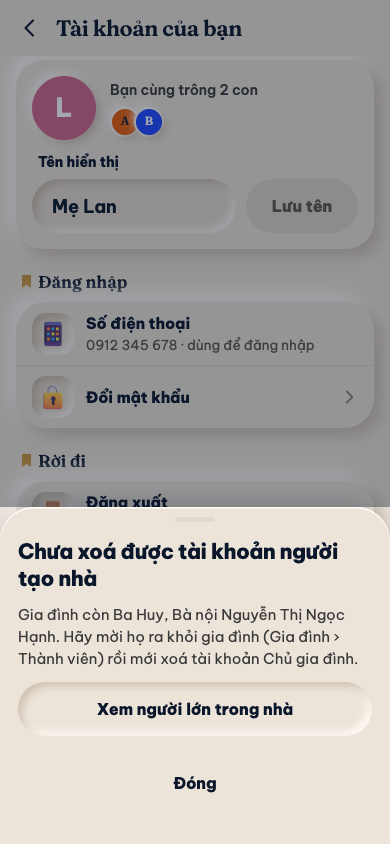 Tài khoản của bạn
L
Bạn cùng trông 2 con
A B
Tên hiển thị
Mẹ Lan
Lưu tên
Đăng nhập
Số điện thoại
0912 345 678 · dùng để đăng nhập
Đổi mật khẩu
Rời đi
Đăng xuất
Chưa xoá được tài khoản người
tạo nhà
Gia đình còn Ba Huy, Bà nội Nguyễn Thị Ngọc
Hạnh. Hãy mời họ ra khỏi gia đình (Gia đình ›
Thành viên) rồi mới xoá tài khoản Chủ gia đình.
Xem người lớn trong nhà
Đóng